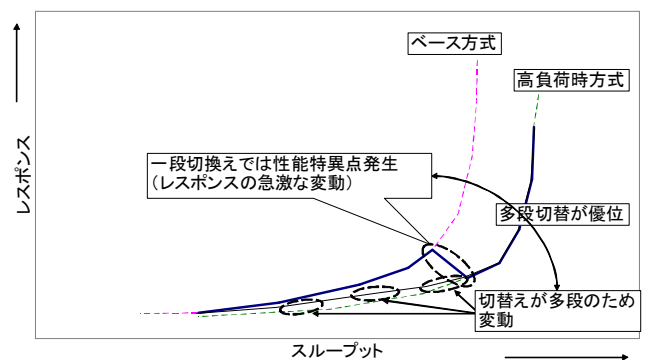 ベース方式
高負荷時方式
一段切換えでは性能特異点発生
(レスポンスの急激な変動)
多段切替が優位
切替えが多段のため
変動
レスポンス
スループット